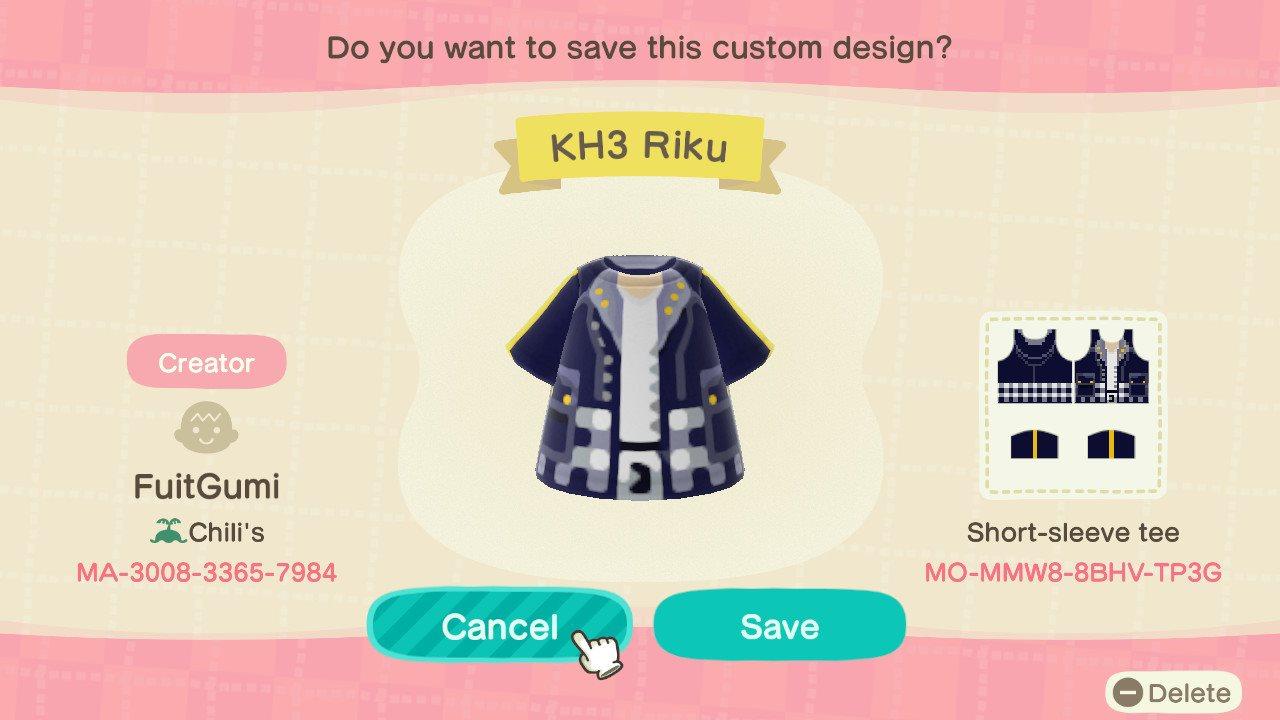 Do you want to save this custom design?
KH3 Riku
Creator
FuitGumi
Chili's
MA-3008-3365-7984
Short-sleeve tee
MO-MMW8-8BHV-TP3G
Cancel
Save
Delete